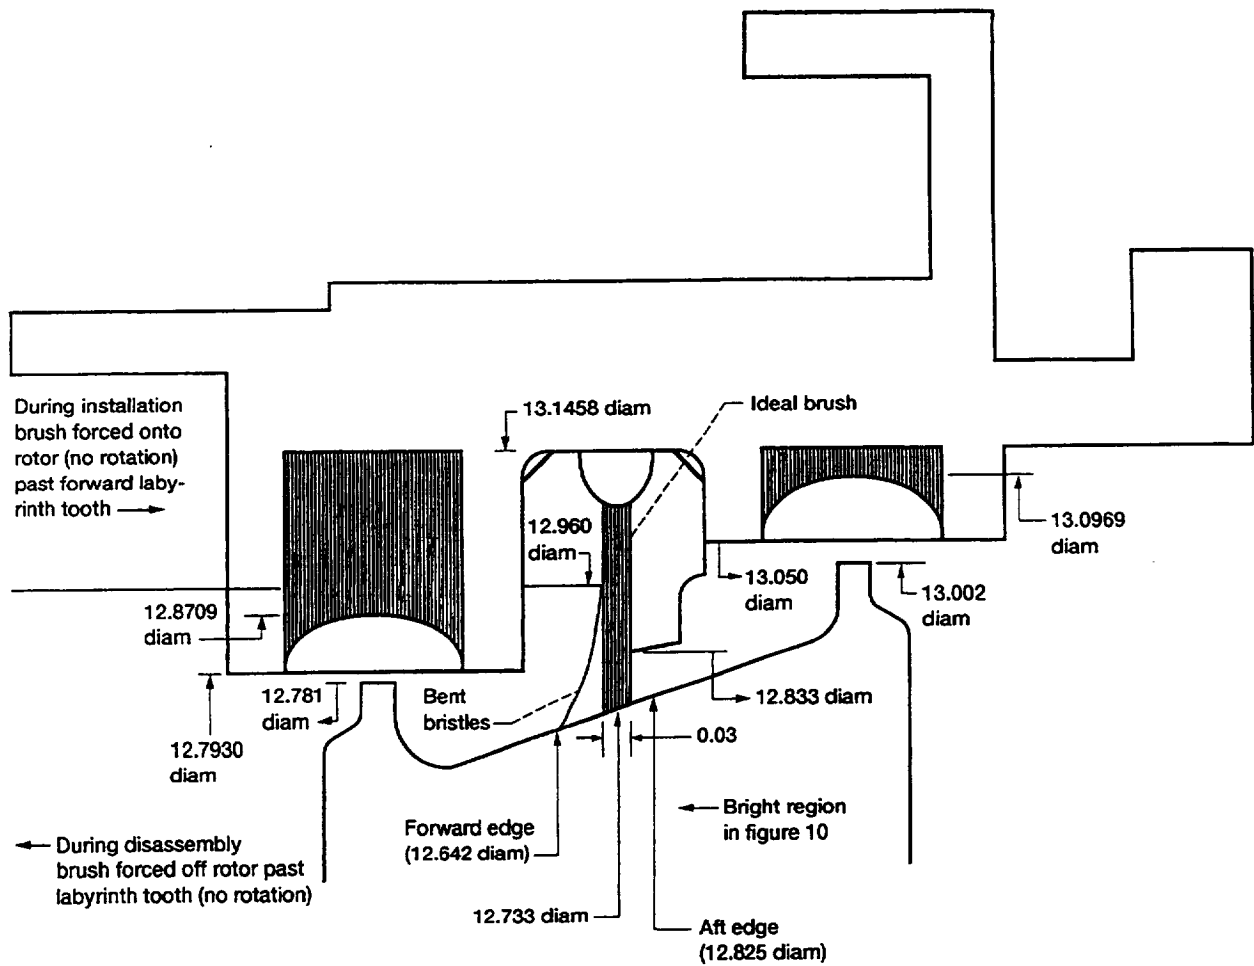 During installation
brush forced onto
rotor (no rotation)
past forward laby-
rinth tooth
13.1458 diam
Ideal brush
12.960
diam
13.0969
diam
13.050
diam
13.002
diam
12.8709
diam
12.781
diam
Bent
bristles
12.833 diam
12.7930
diam
0.03
Bright region
in figure 10
Forward edge
(12.642 diam)
During disassembly
brush forced off rotor past
labyrinth tooth (no rotation)
12.733 diam
Aft edge
(12.825 diam)